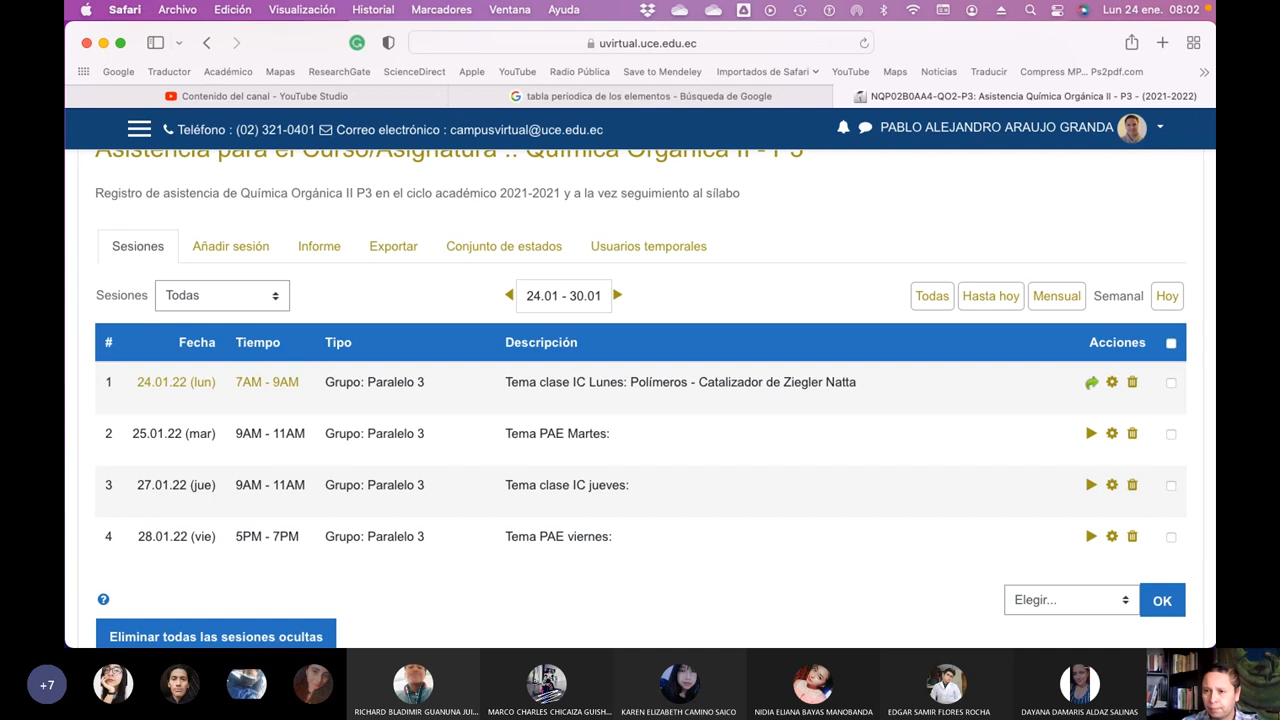 Safari Archivo Edición Visualización Historial Marcadores Ventana Ayuda Lun 24 ene. 08:02
uvirtual.uce.edu.ec
Google Traductor Académico Mapas ResearchGate ScienceDirect Apple YouTube Radio Pública Save to Mendeley Importados de Safari YouTube Maps Noticias Traducir Compress MP... Ps2pdf.com
Contenido del canal - YouTube Studio tabla periodica de los elementos - Búsqueda de Google NQP02B0AA4-QO2-P3: Asistencia Química Orgánica II - P3 - (2021-2022)
Teléfono : (02) 321-0401 Correo electrónico : campusvirtual@uce.edu.ec PABLO ALEJANDRO ARAUJO GRANDA
Asistencia para el Curso/Asignatura :: Química Orgánica II - P3
Registro de asistencia de Química Orgánica II P3 en el ciclo académico 2021-2021 y a la vez seguimiento al sílabo
Sesiones Añadir sesión Informe Exportar Conjunto de estados Usuarios temporales
Sesiones Todas 24.01 - 30.01 Todas Hasta hoy Mensual Semanal Hoy
# Fecha Tiempo Tipo Descripción Acciones
1 24.01.22 (lun) 7AM - 9AM Grupo: Paralelo 3 Tema clase IC Lunes: Polímeros - Catalizador de Ziegler Natta
2 25.01.22 (mar) 9AM - 11AM Grupo: Paralelo 3 Tema PAE Martes:
3 27.01.22 (jue) 9AM - 11AM Grupo: Paralelo 3 Tema clase IC jueves:
4 28.01.22 (vie) 5PM - 7PM Grupo: Paralelo 3 Tema PAE viernes:
Elegir... OK
Eliminar todas las sesiones ocultas
+7
RICHARD BLADIMIR GUANUNA JUI... MARCO CHARLES CHICAIZA GUISH... KAREN ELIZABETH CAMINO SAICO NIDIA ELIANA BAYAS MANOBANDA EDGAR SAMIR FLORES ROCHA DAYANA DAMARIS ALDAZ SALINAS